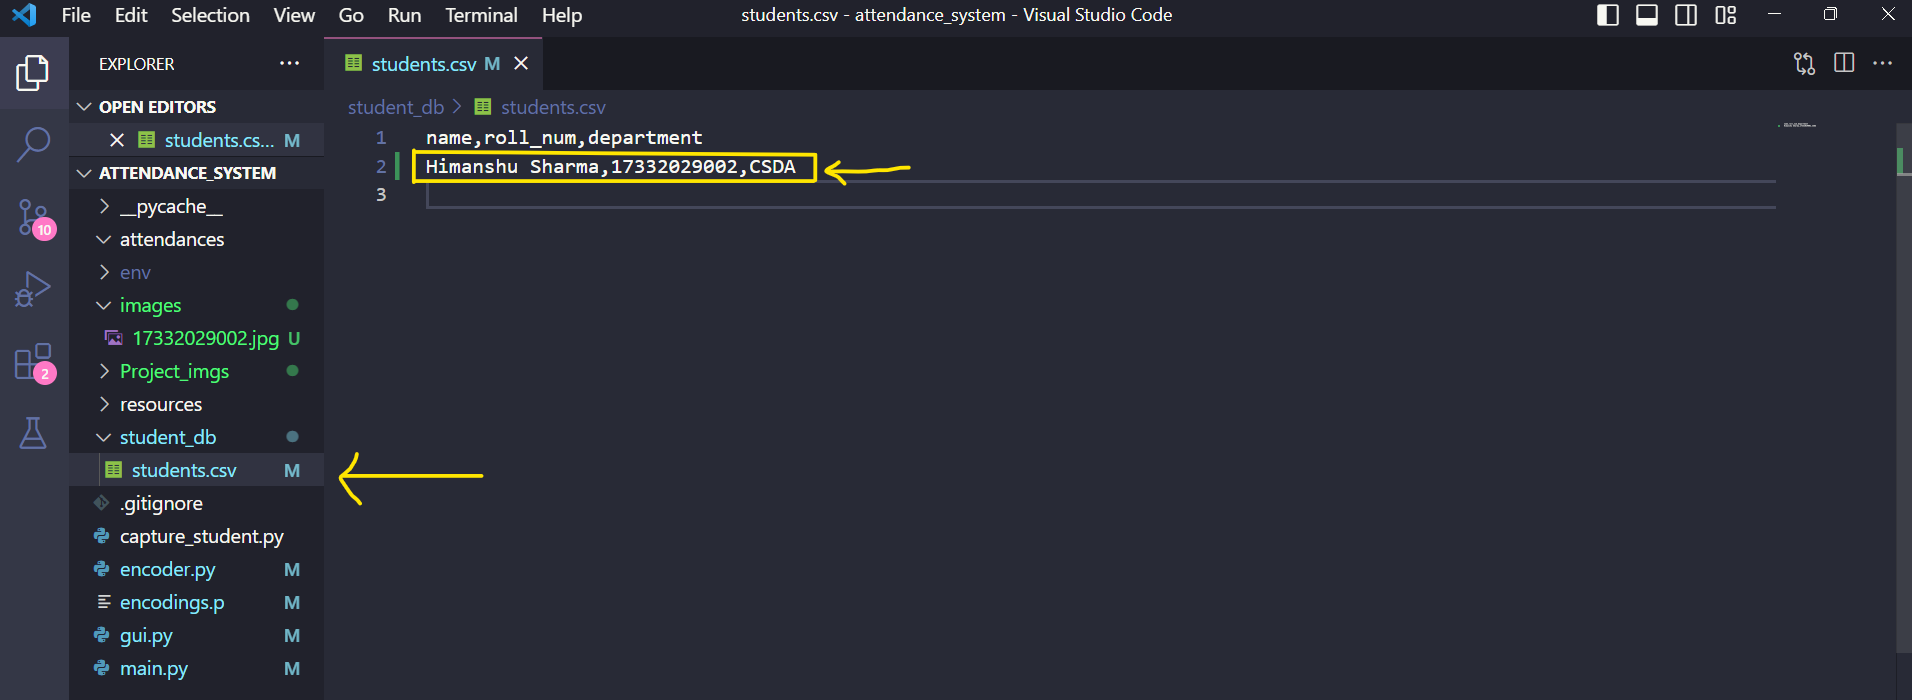 File Edit Selection View Go Run Terminal Help
students.csv - attendance_system - Visual Studio Code
EXPLORER
students.csv M
OPEN EDITORS
students.cs... M
student_db > students.csv
1 name,roll_num,department
2 Himanshu Sharma,17332029002,CSDA
3
ATTENDANCE_SYSTEM
__pycache__
attendances
env
images
17332029002.jpg U
Project_imgs
resources
student_db
students.csv M
.gitignore
capture_student.py
encoder.py M
encodings.p M
gui.py M
main.py M
10
2